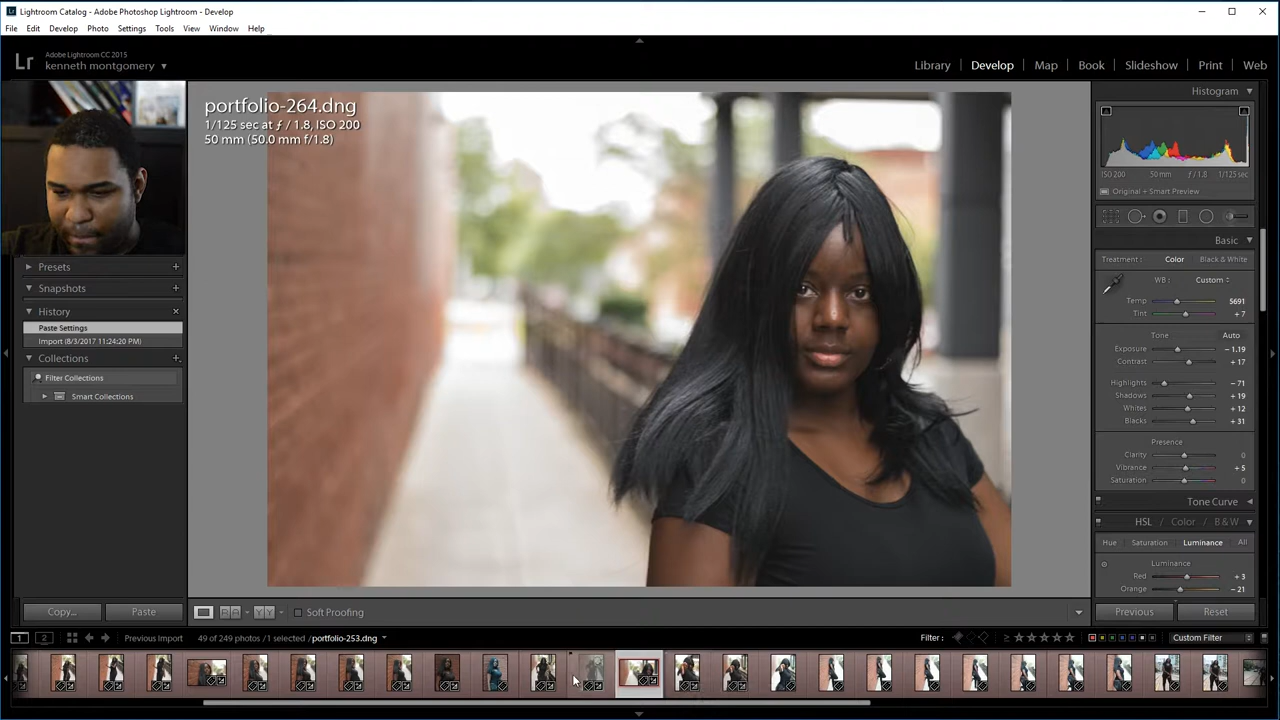 Lightroom Catalog - Adobe Photoshop Lightroom - Develop
File Edit Develop Photo Settings Tools View Window Help
Lr
Adobe Lightroom CC 2015
kenneth montgomery
Library Develop Map Book Slideshow Print Web
portfolio-264.dng
1/125 sec at ƒ / 1.8, ISO 200
50 mm (50.0 mm f/1.8)
Histogram
ISO 200 50 mm ƒ / 1.8 1/125 sec
Original + Smart Preview
Basic
Treatment: Color Black & White
WB: Custom
Temp 5691
Tint +7
Tone Auto
Exposure -1.19
Contrast +17
Highlights -71
Shadows +19
Whites +12
Blacks +31
Presence
Clarity 0
Vibrance +5
Saturation 0
Tone Curve
HSL / Color / B & W
Hue Saturation Luminance All
Luminance
Red +3
Orange -21
Previous Reset
Presets
Snapshots
History
Paste Settings
Import (8/3/2017 11:24:20 PM)
Collections
Filter Collections
Smart Collections
Copy... Paste
Soft Proofing
1 2 Previous Import 49 of 249 photos /1 selected /portfolio-253.dng
Filter : Custom Filter